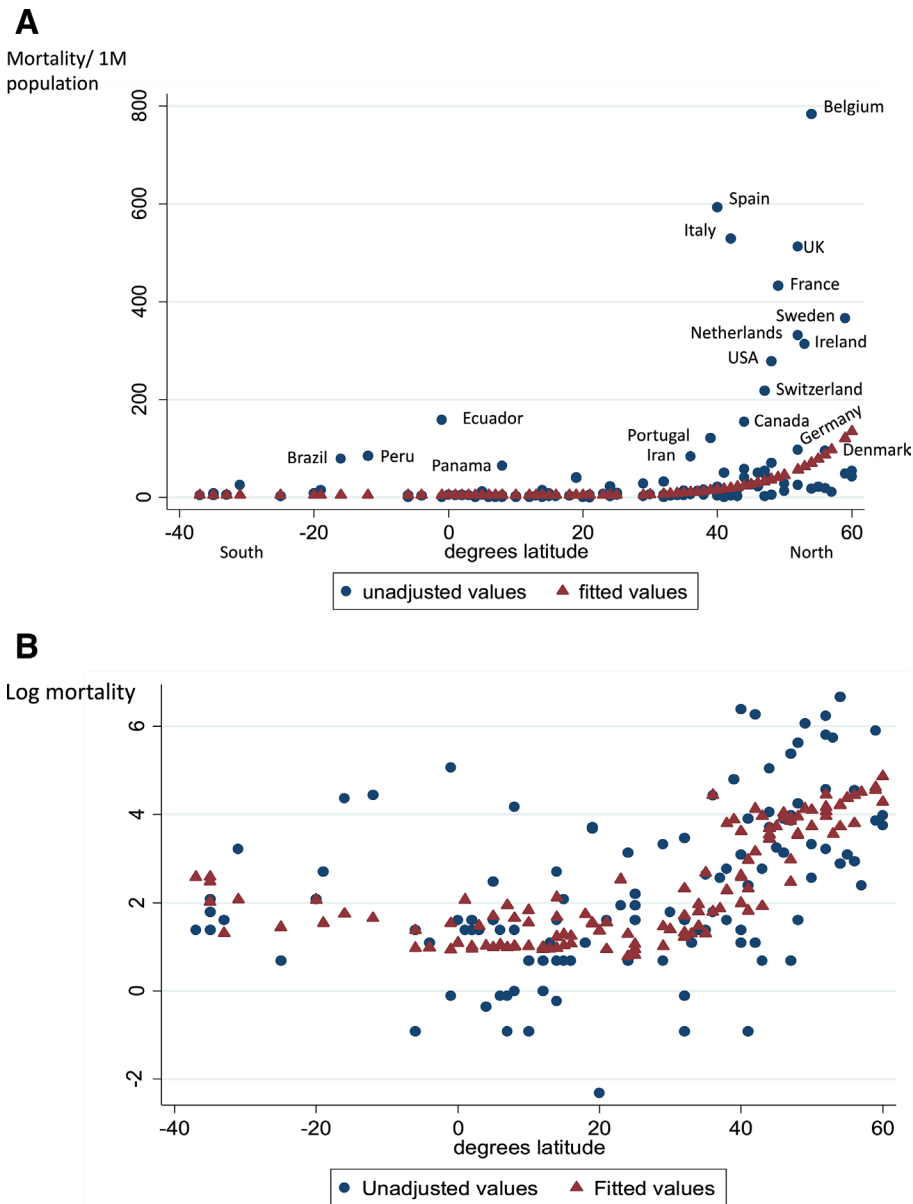 A
Mortality/ 1M
population
800
Belgium
600
Spain
Italy
UK
400
France
Sweden
Netherlands
Ireland
USA
200
Switzerland
Ecuador
Canada
Germany
Portugal
Brazil
Peru
Panama
Iran
Denmark
0
-40
-20
0
20
40
60
South
degrees latitude
North
unadjusted values
fitted values
B
Log mortality
6
4
2
0
-2
-40
-20
0
20
40
60
degrees latitude
Unadjusted values
Fitted values